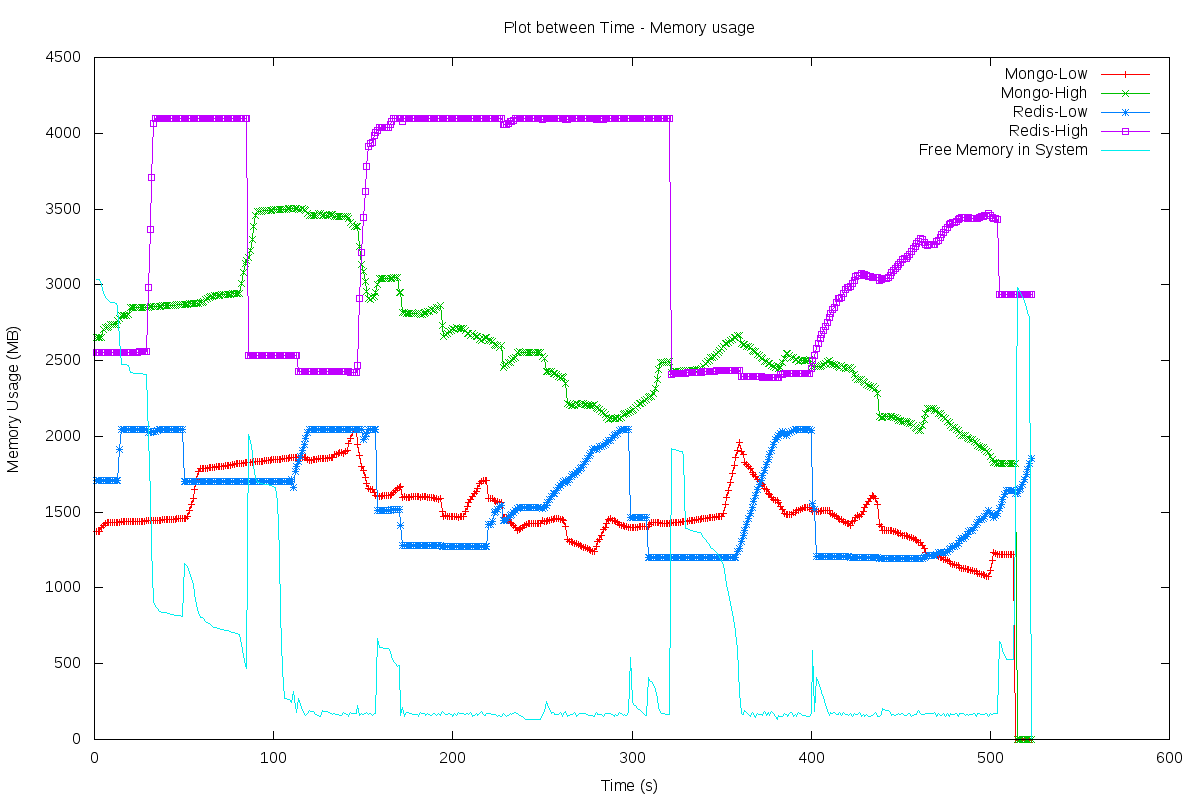 Plot between Time - Memory usage
Memory Usage (MB)
4500
4000
3500
3000
2500
2000
1500
1000
500
0
Mongo-Low
Mongo-High
Redis-Low
Redis-High
Free Memory in System
0 100 200 300 400 500 600
Time (s)